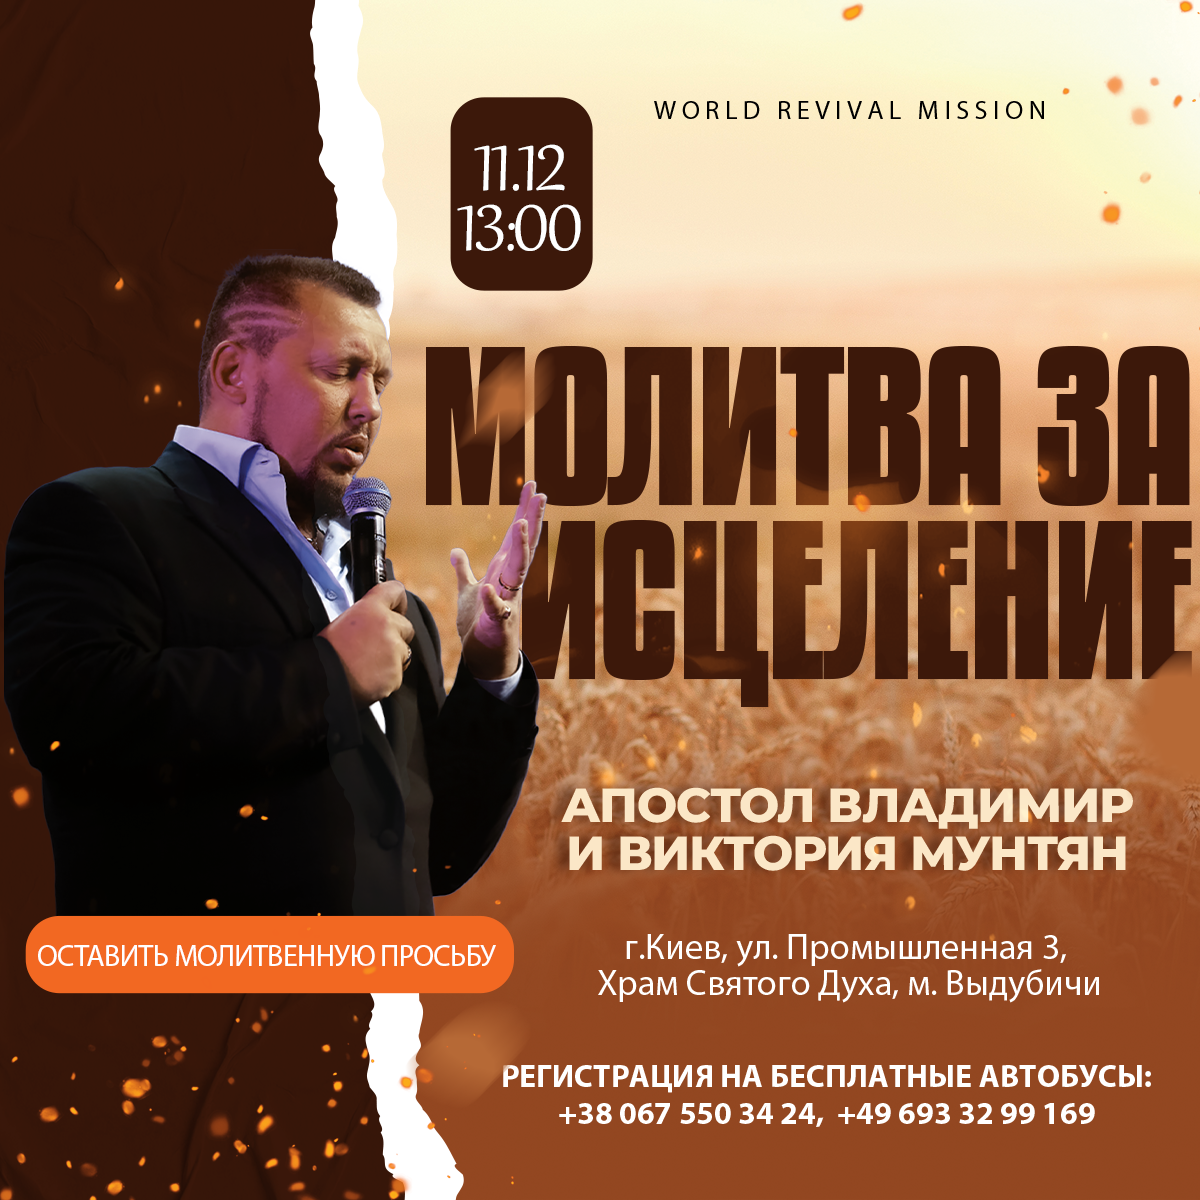 WORLD REVIVAL MISSION
11.12
13:00
МОЛИТВА ЗА
ИСЦЕЛЕНИЕ
АПОСТОЛ ВЛАДИМИР
И ВИКТОРИЯ МУНТЯН
ОСТАВИТЬ МОЛИТВЕННУЮ ПРОСЬБУ
г.Киев, ул. Промышленная 3,
Храм Святого Духа, м. Выдубичи
РЕГИСТРАЦИЯ НА БЕСПЛАТНЫЕ АВТОБУСЫ:
+38 067 550 34 24, +49 693 32 99 169